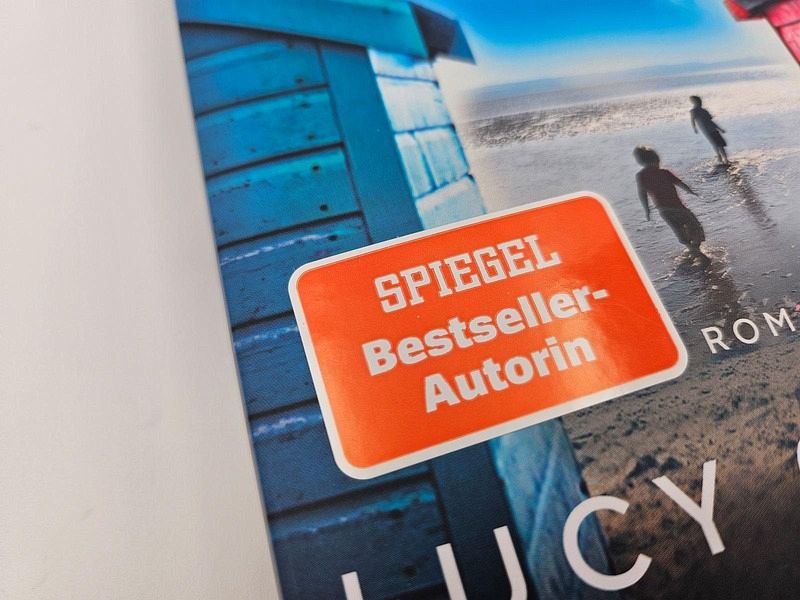 SPIEGEL
Bestseller-
Autorin
ROM
LUCY